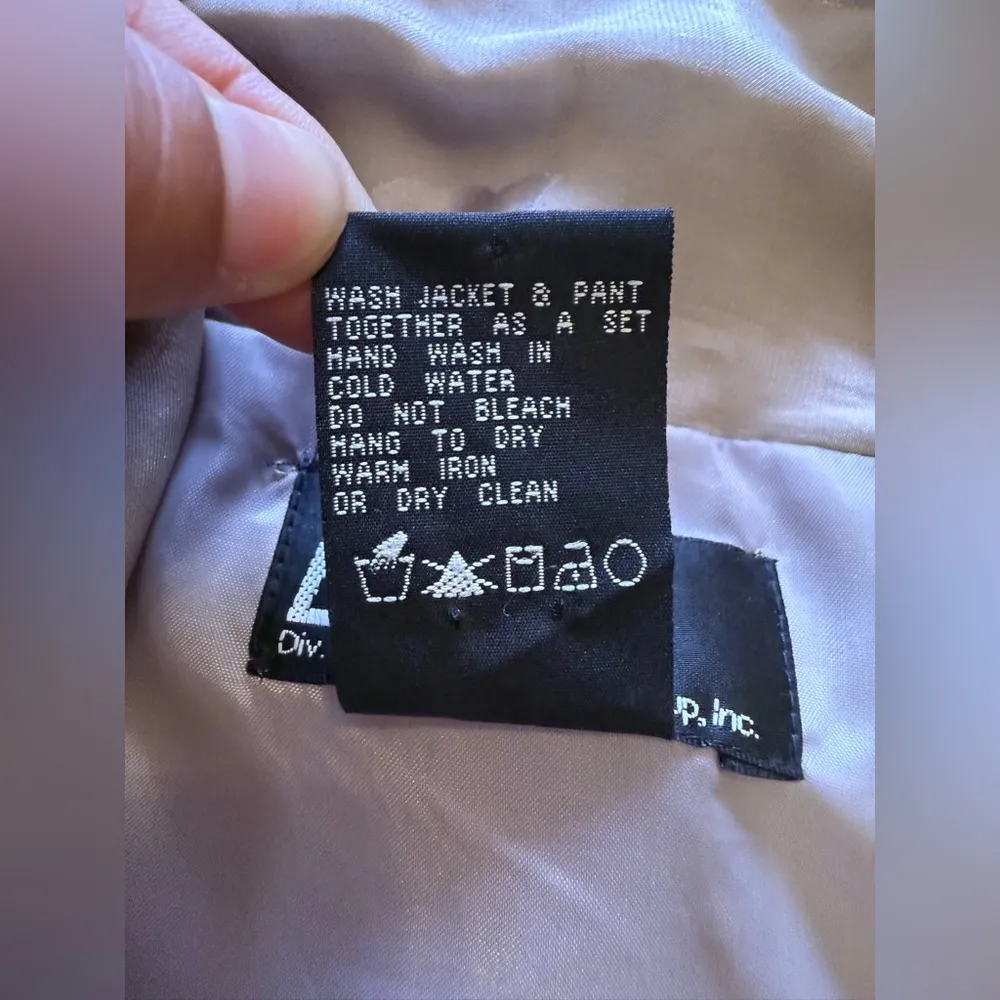 WASH JACKET & PANT
TOGETHER AS A SET
HAND WASH IN
COLD WATER
DO NOT BLEACH
HANG TO DRY
WARM IRON
OR DRY CLEAN
Div.
Inc.